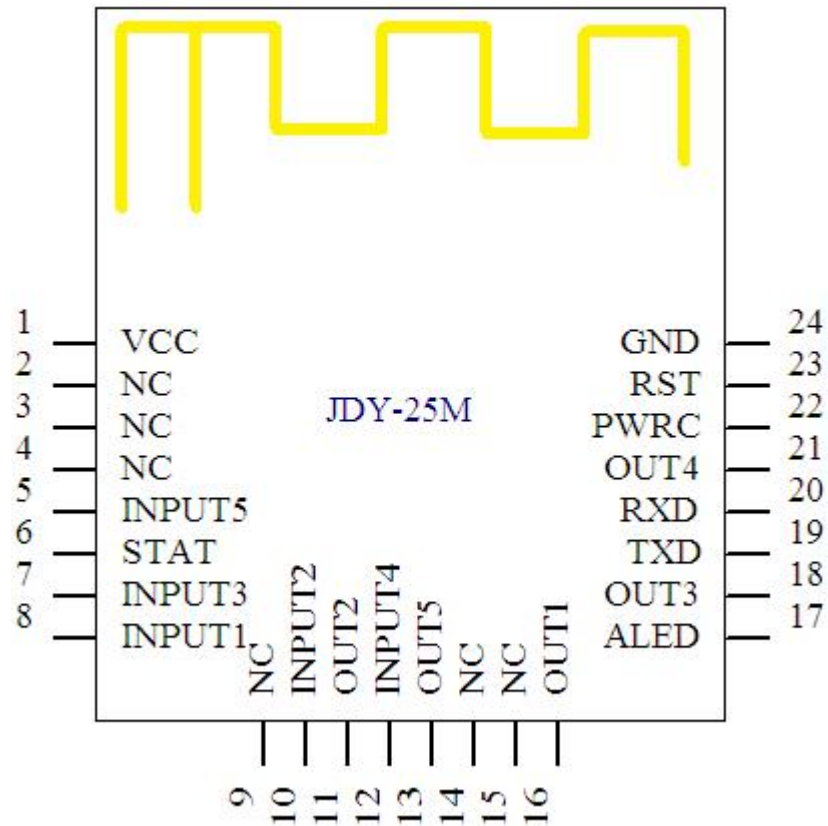 1 VCC GND 24
2 NC RST 23
3 NC JDY-25M PWRC 22
4 NC OUT4 21
5 INPUT5 RXD 20
6 STAT TXD 19
7 INPUT3 OUT3 18
8 INPUT1 ALED 17
NC INPUT2 OUT2 INPUT4 OUT5 NC NC OUT1
9 10 11 12 13 14 15 16